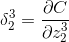 δ_2^3 = ∂C / ∂z_2^3